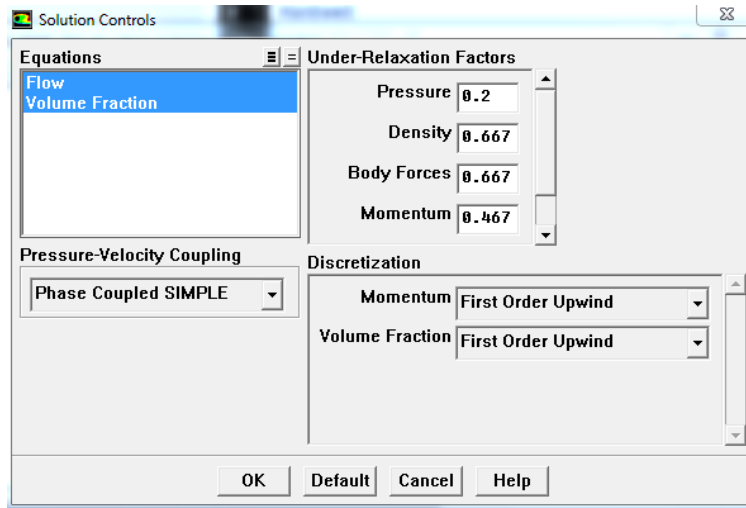 Solution Controls
Equations
Flow
Volume Fraction
Under-Relaxation Factors
Pressure 0.2
Density 0.667
Body Forces 0.667
Momentum 0.467
Pressure-Velocity Coupling
Phase Coupled SIMPLE
Discretization
Momentum First Order Upwind
Volume Fraction First Order Upwind
OK Default Cancel Help